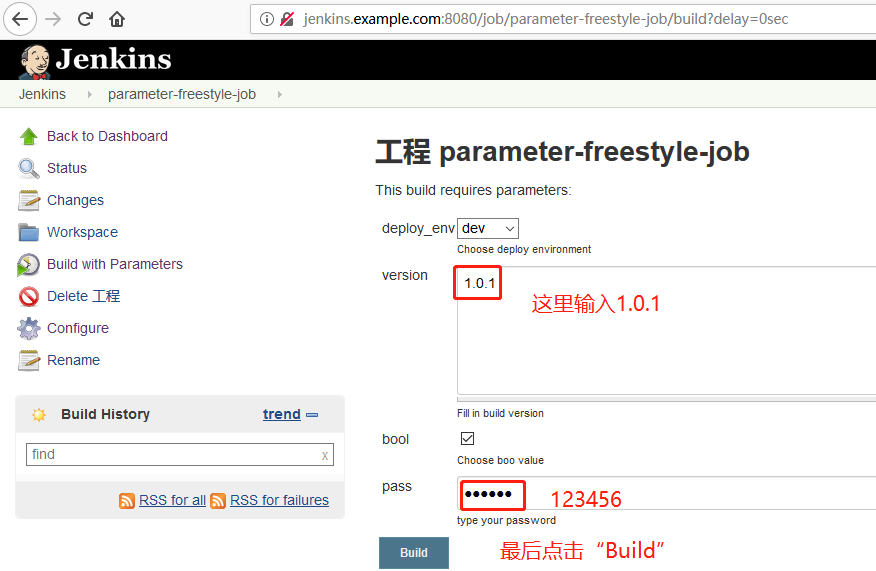 jenkins.example.com:8080/job/parameter-freestyle-job/build?delay=0sec
Jenkins
Jenkins parameter-freestyle-job
Back to Dashboard
Status
Changes
Workspace
Build with Parameters
Delete 工程
Configure
Rename
Build History trend
find x
RSS for all RSS for failures
工程 parameter-freestyle-job
This build requires parameters:
deploy_env dev
Choose deploy environment
version 1.0.1
这里输入1.0.1
Fill in build version
bool
Choose boo value
pass ●●●●●● 123456
type your password
Build 最后点击“Build”